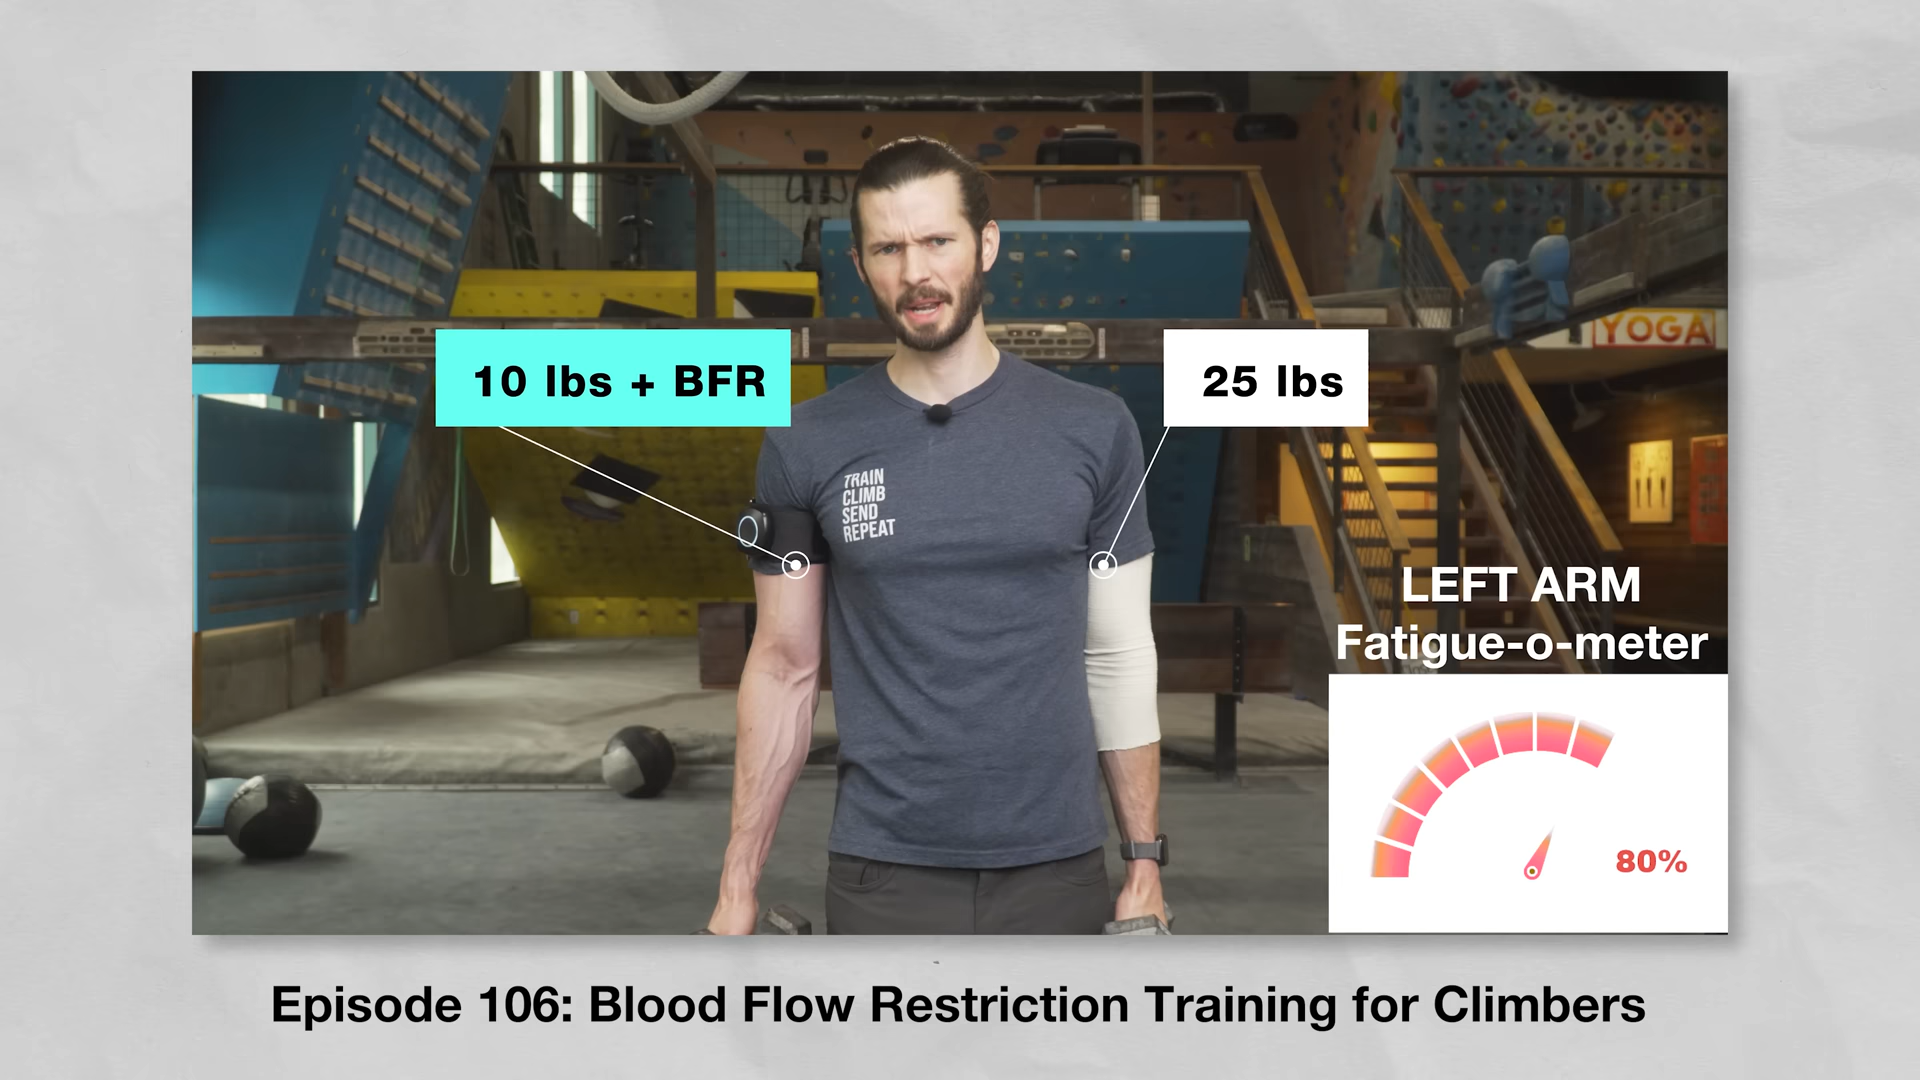 YOGA
10 lbs + BFR
25 lbs
TRAIN
CLIMB
SEND
REPEAT
LEFT ARM
Fatigue-o-meter
80%
Episode 106: Blood Flow Restriction Training for Climbers